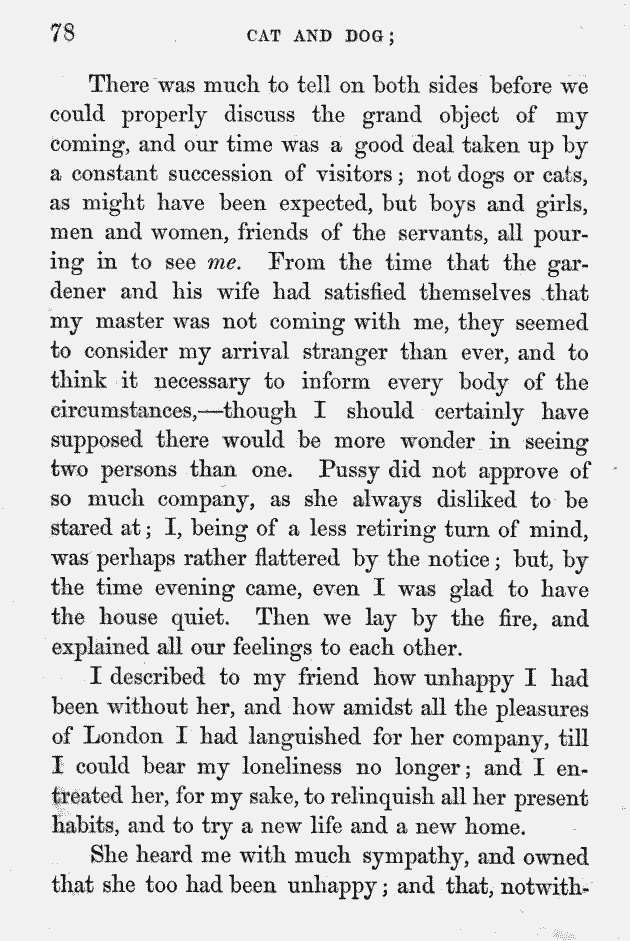 78 CAT AND DOG;
There was much to tell on both sides before we
could properly discuss the grand object of my
coming, and our time was a good deal taken up by
a constant succession of visitors; not dogs or cats,
as might have been expected, but boys and girls,
men and women, friends of the servants, all pour-
ing in to see me. From the time that the gar-
dener and his wife had satisfied themselves that
my master was not coming with me, they seemed
to consider my arrival stranger than ever, and to
think it necessary to inform every body of the
circumstances,—though I should certainly have
supposed there would be more wonder in seeing
two persons than one. Pussy did not approve of
so much company, as she always disliked to be
stared at; I, being of a less retiring turn of mind,
was perhaps rather flattered by the notice; but, by
the time evening came, even I was glad to have
the house quiet. Then we lay by the fire, and
explained all our feelings to each other.
I described to my friend how unhappy I had
been without her, and how amidst all the pleasures
of London I had languished for her company, till
I could bear my loneliness no longer; and I en-
treated her, for my sake, to relinquish all her present
habits, and to try a new life and a new home.
She heard me with much sympathy, and owned
that she too had been unhappy; and that, notwith-